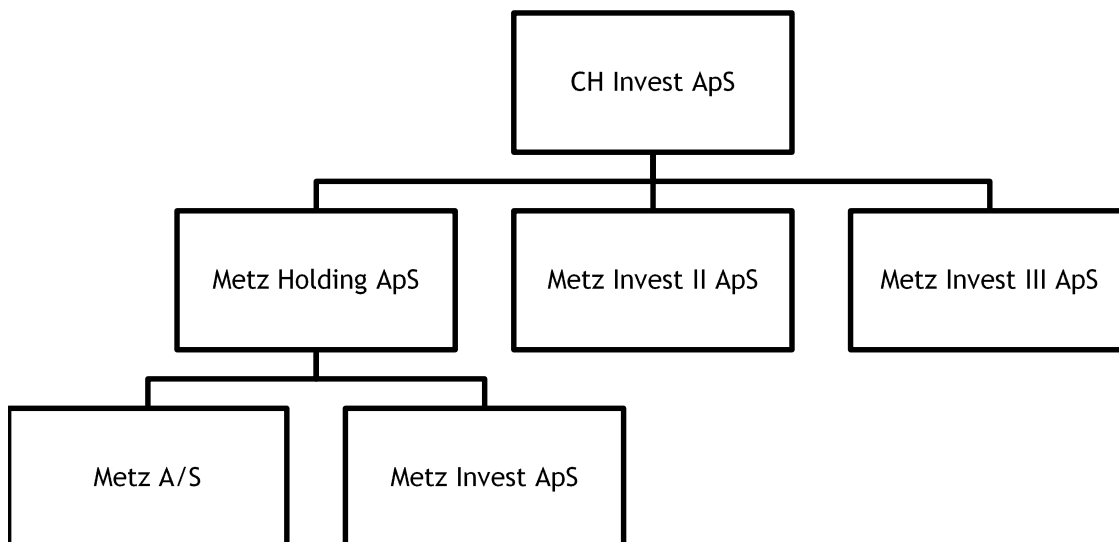 CH Invest ApS
Metz Holding ApS
Metz Invest II ApS
Metz Invest III ApS
Metz A/S
Metz Invest ApS